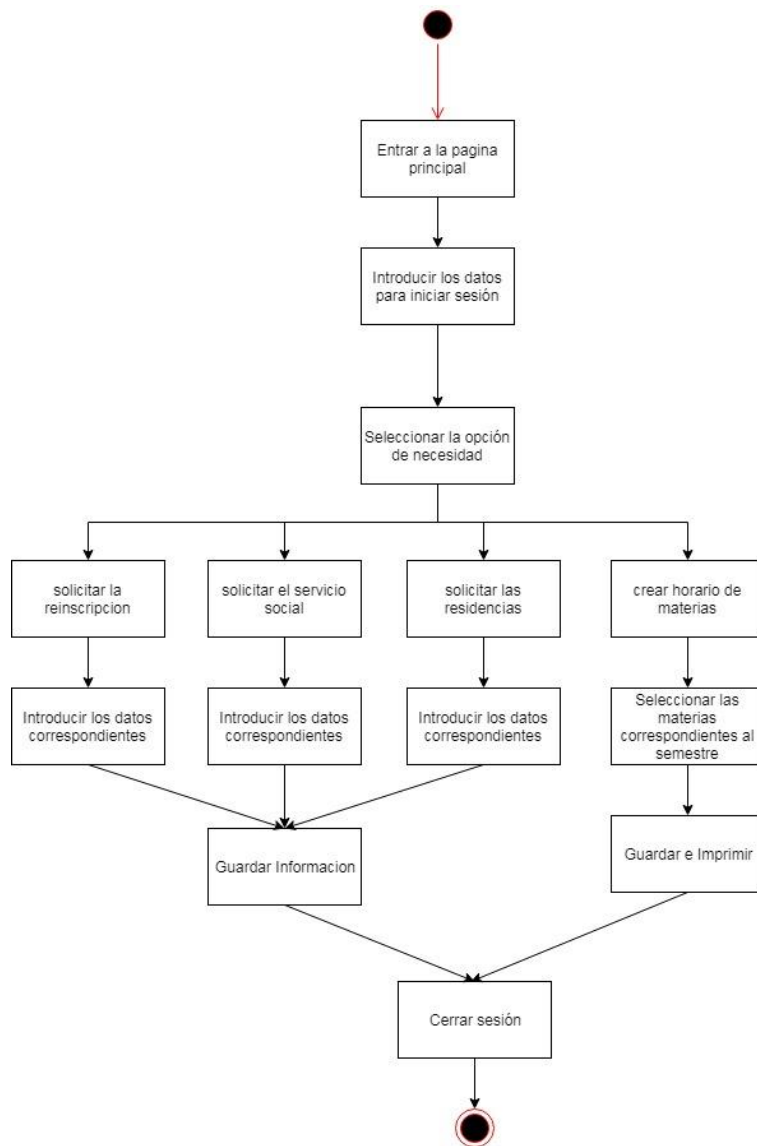 Entrar a la pagina
principal
Introducir los datos
para iniciar sesión
Seleccionar la opción
de necesidad
solicitar la
reinscripcion
solicitar el servicio
social
solicitar las
residencias
crear horario de
materias
Introducir los datos
correspondientes
Introducir los datos
correspondientes
Introducir los datos
correspondientes
Seleccionar las
materias
correspondientes al
semestre
Guardar Informacion
Guardar e Imprimir
Cerrar sesión